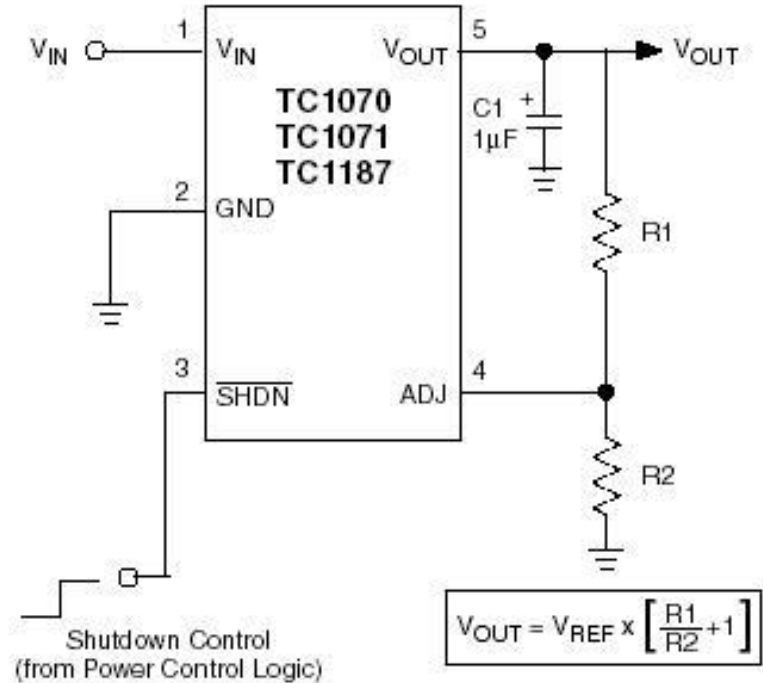 V_IN
1
V_IN
V_OUT
5
V_OUT
TC1070
TC1071
TC1187
C1
+
1µF
2
GND
R1
3
SHDN
ADJ
4
R2
Shutdown Control
(from Power Control Logic)
V_OUT = V_REF x [R1/R2 +1]